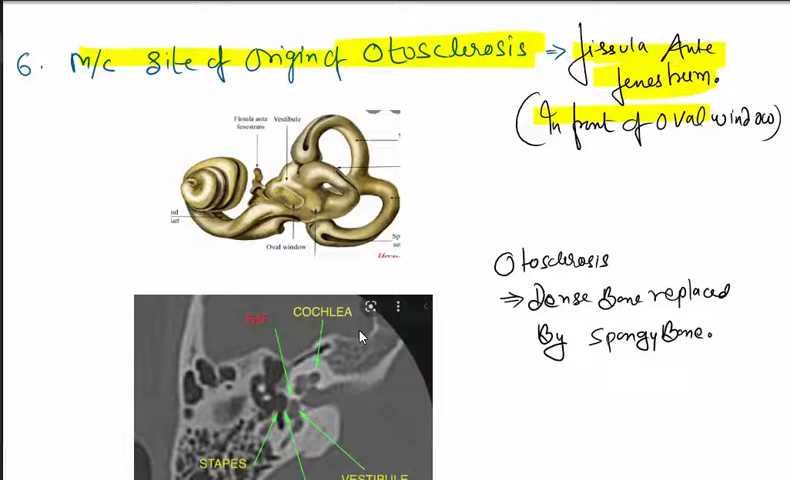 6. M/c Site of Origin of Otosclerosis ⇒ fissula Ante
fenestrum.
(In front of Oval window)
Fissula ante
fenestram
Vestibule
Oval window
Otosclerosis
⇒ Dense Bone replaced
By Spongy Bone.
FAF
COCHLEA
STAPES
VESTIBULE